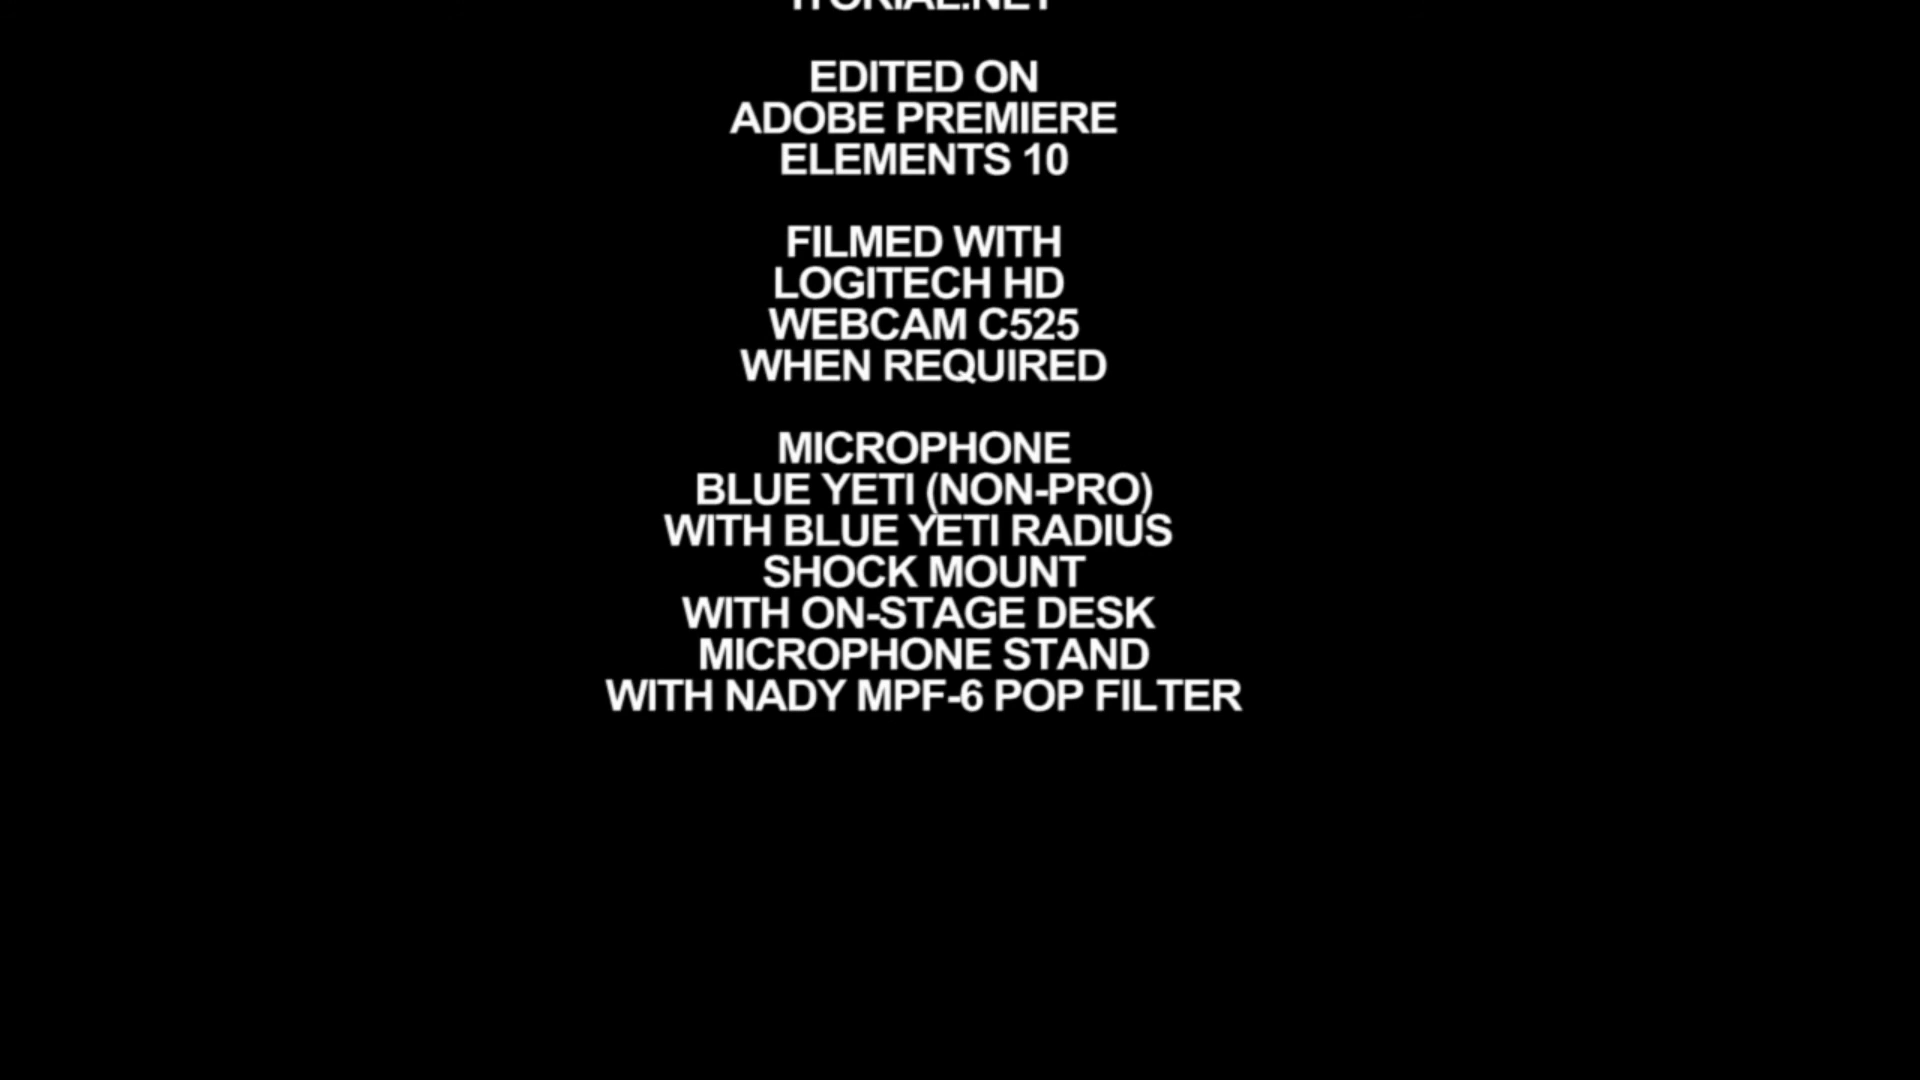 EDITED ON
ADOBE PREMIERE
ELEMENTS 10
FILMED WITH
LOGITECH HD
WEBCAM C525
WHEN REQUIRED
MICROPHONE
BLUE YETI (NON-PRO)
WITH BLUE YETI RADIUS
SHOCK MOUNT
WITH ON-STAGE DESK
MICROPHONE STAND
WITH NADY MPF-6 POP FILTER